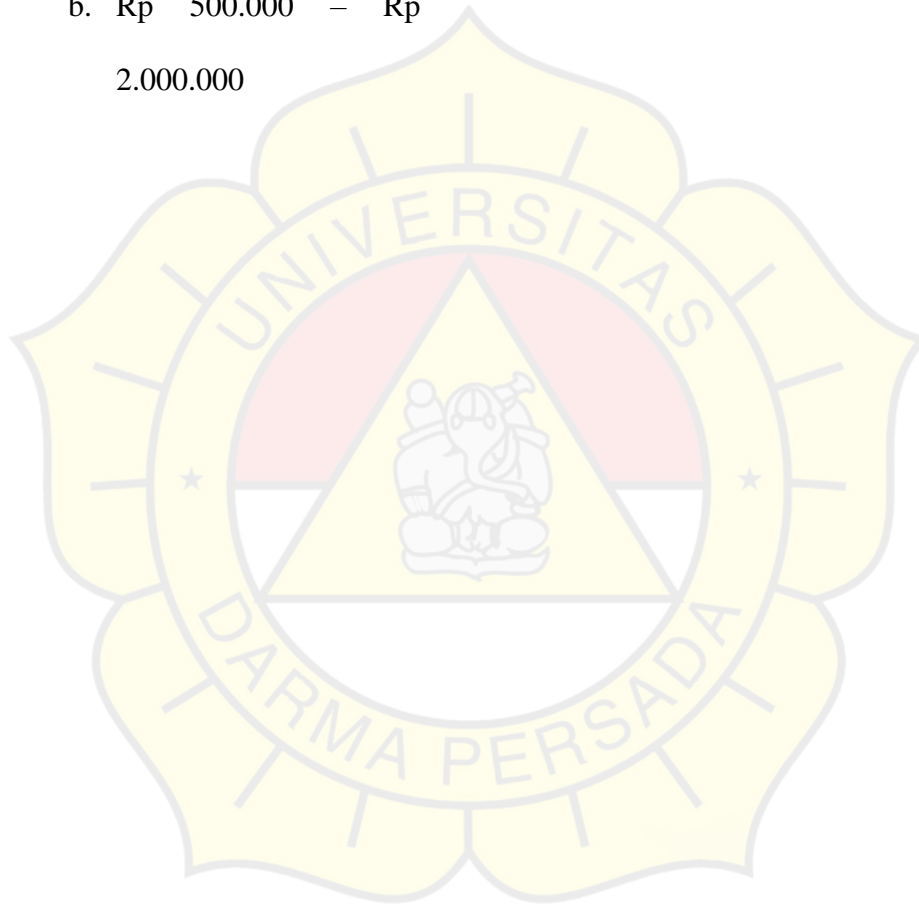 b. Rp 500.000 – Rp
2.000.000
UNIVERSITAS
DARMA PERSADA